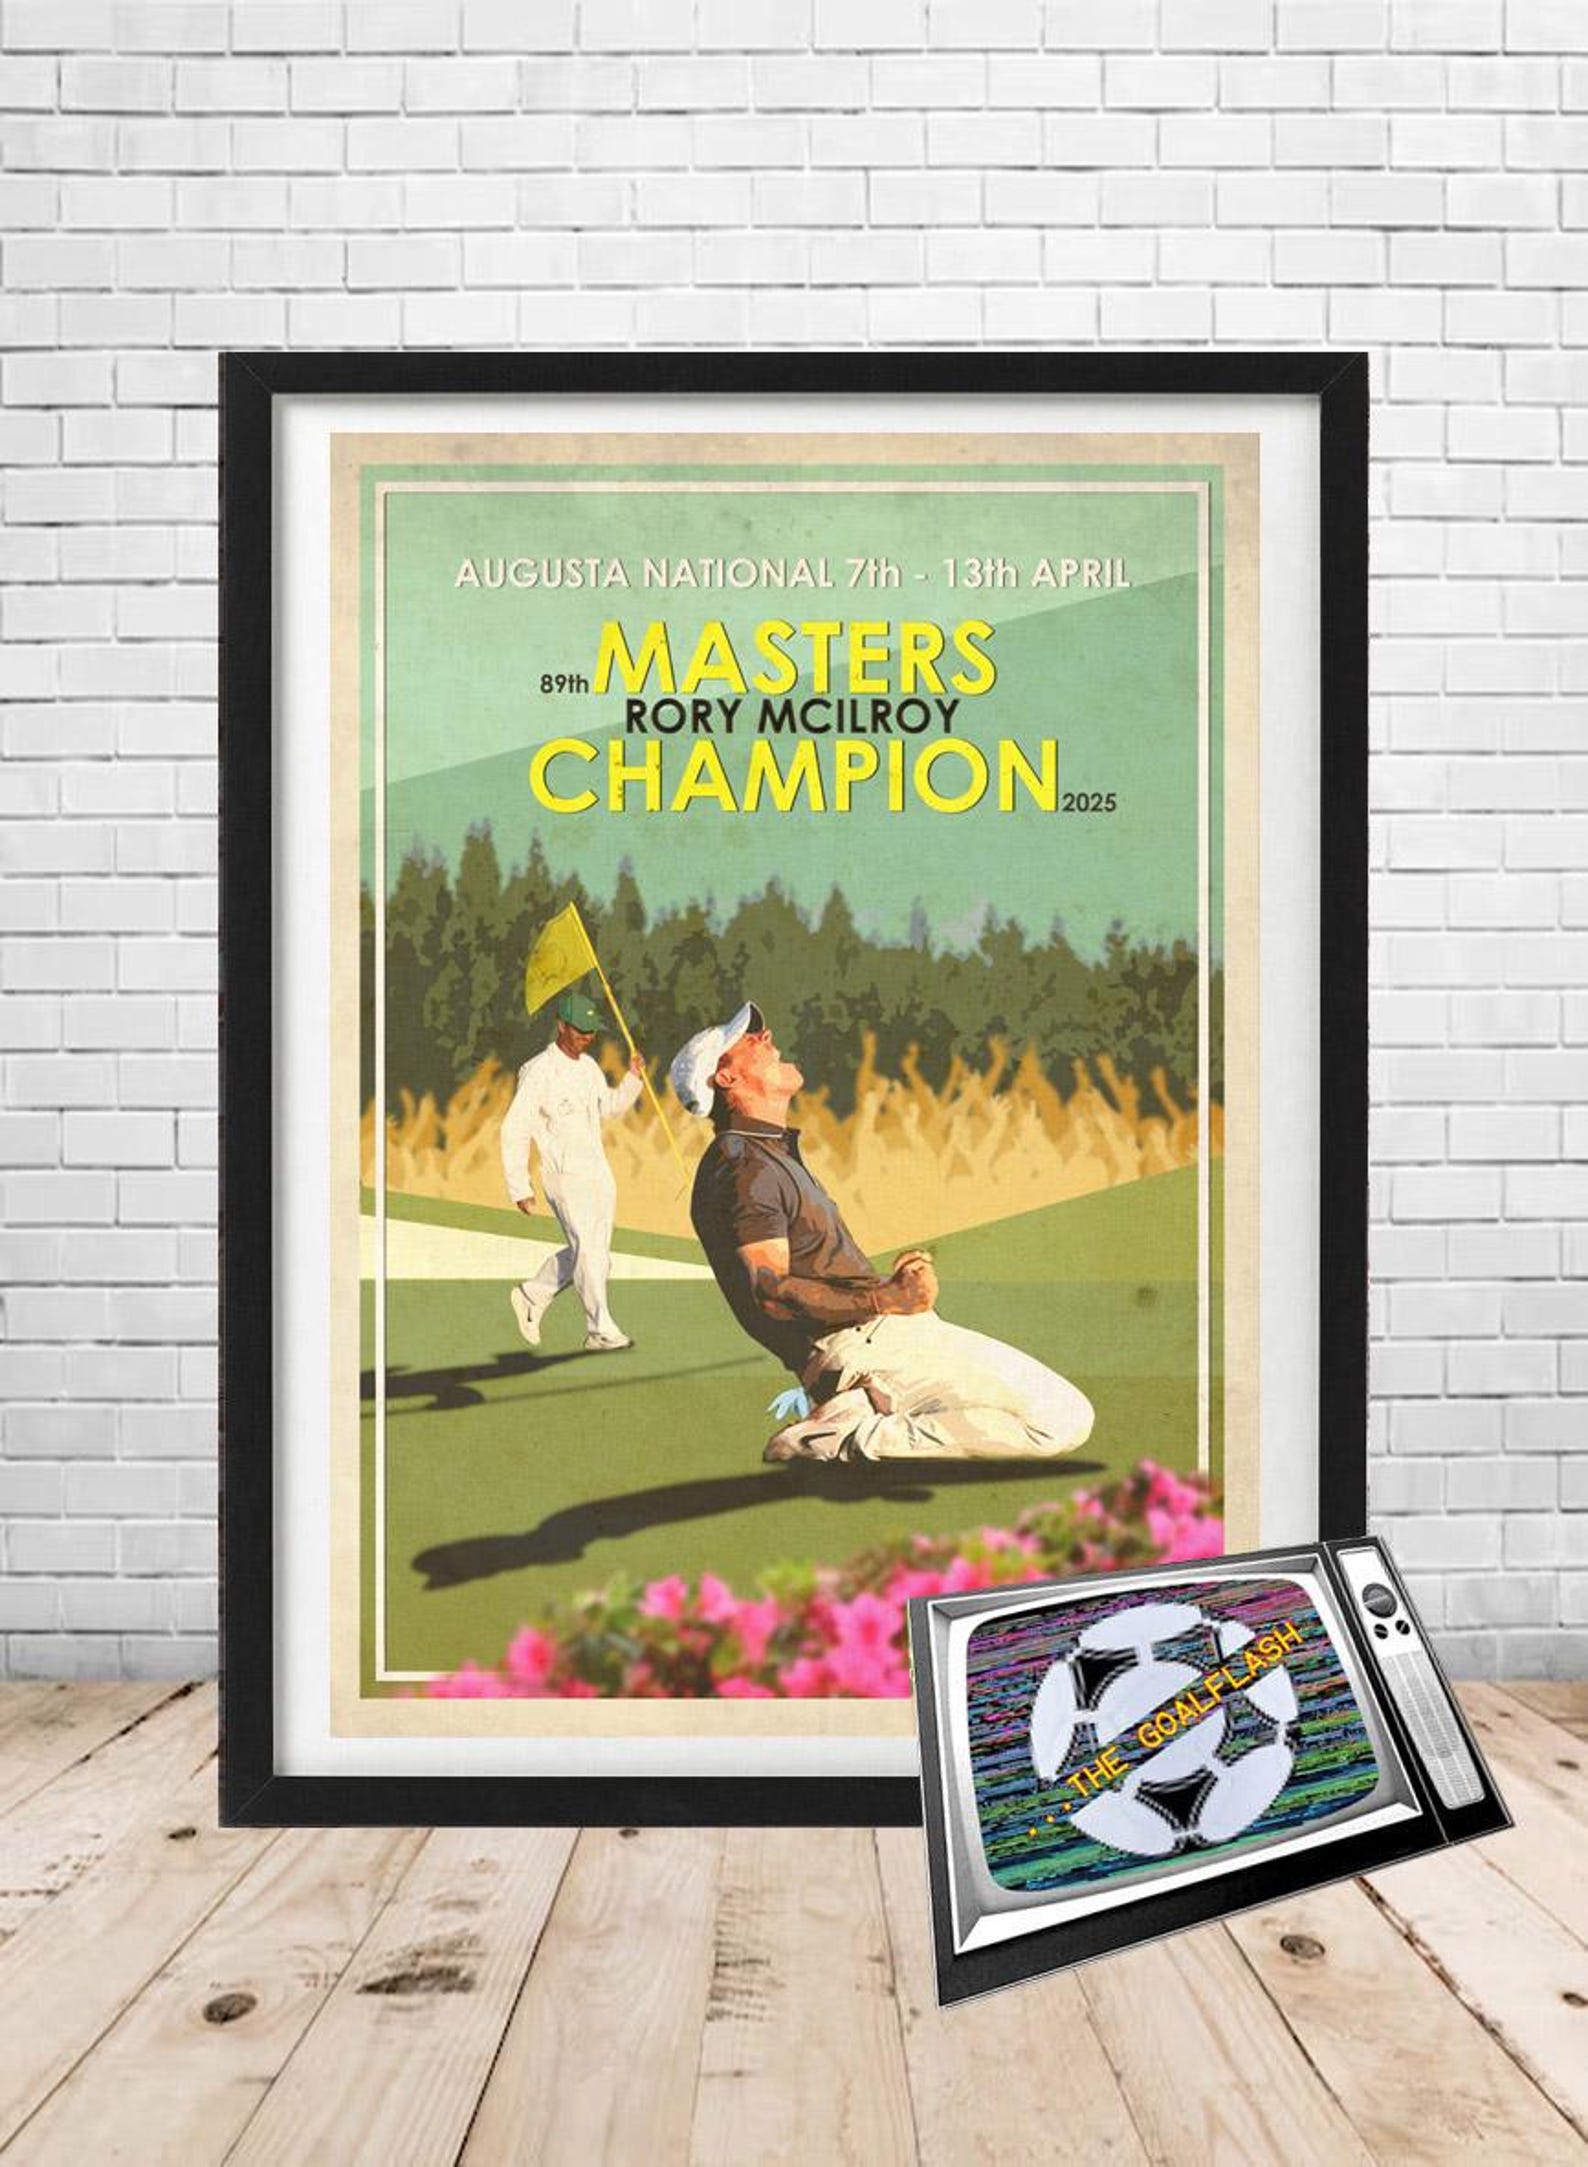 AUGUSTA NATIONAL 7th - 13th APRIL
89th MASTERS
RORY MCILROY
CHAMPION 2025
...THE GOALFLASH